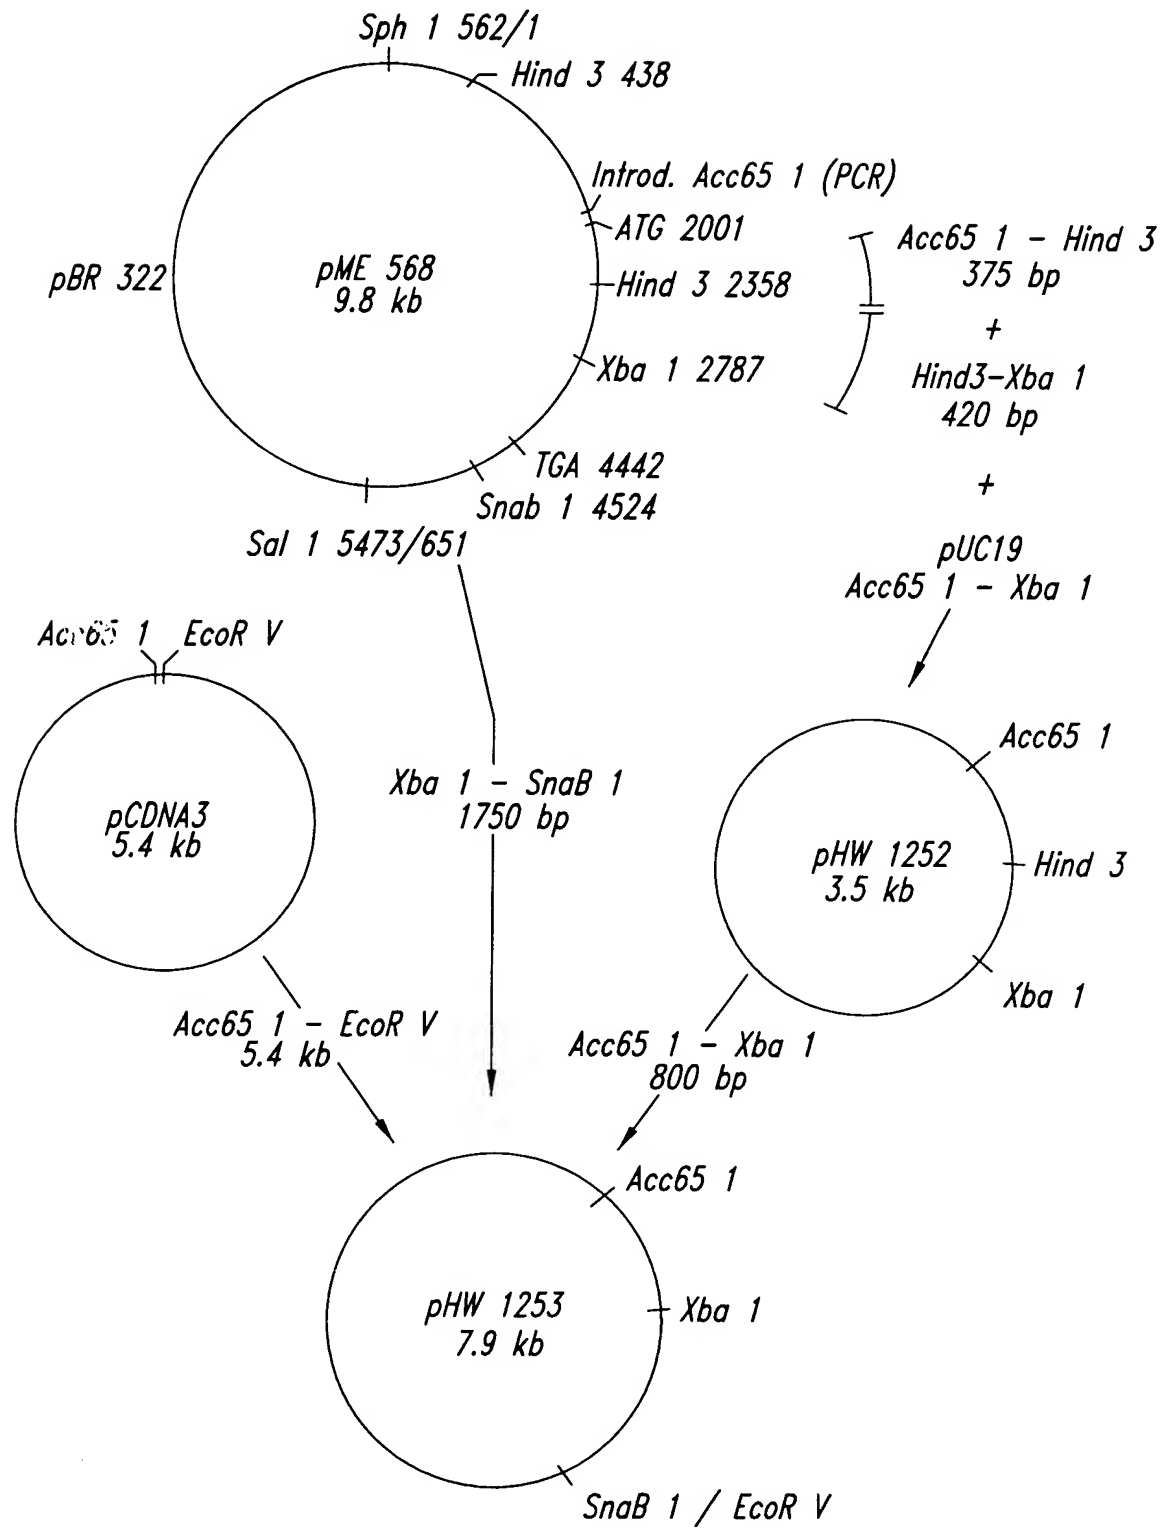 Sph 1 562/1
Hind 3 438
Introd. Acc65 1 (PCR)
ATG 2001
Acc65 1 - Hind 3
375 bp
pBR 322
pME 568
9.8 kb
Hind 3 2358
+
Xba 1 2787
Hind3-Xba 1
420 bp
TGA 4442
Snab 1 4524
+
Sal 1 5473/651
pUC19
Acc65 1 - Xba 1
Acc65 1 EcoR V
Acc65 1
Xba 1 - SnaB 1
1750 bp
pCDNA3
5.4 kb
pHW 1252
3.5 kb
Hind 3
Xba 1
Acc65 1 - EcoR V
5.4 kb
Acc65 1 - Xba 1
800 bp
Acc65 1
pHW 1253
7.9 kb
Xba 1
SnaB 1 / EcoR V